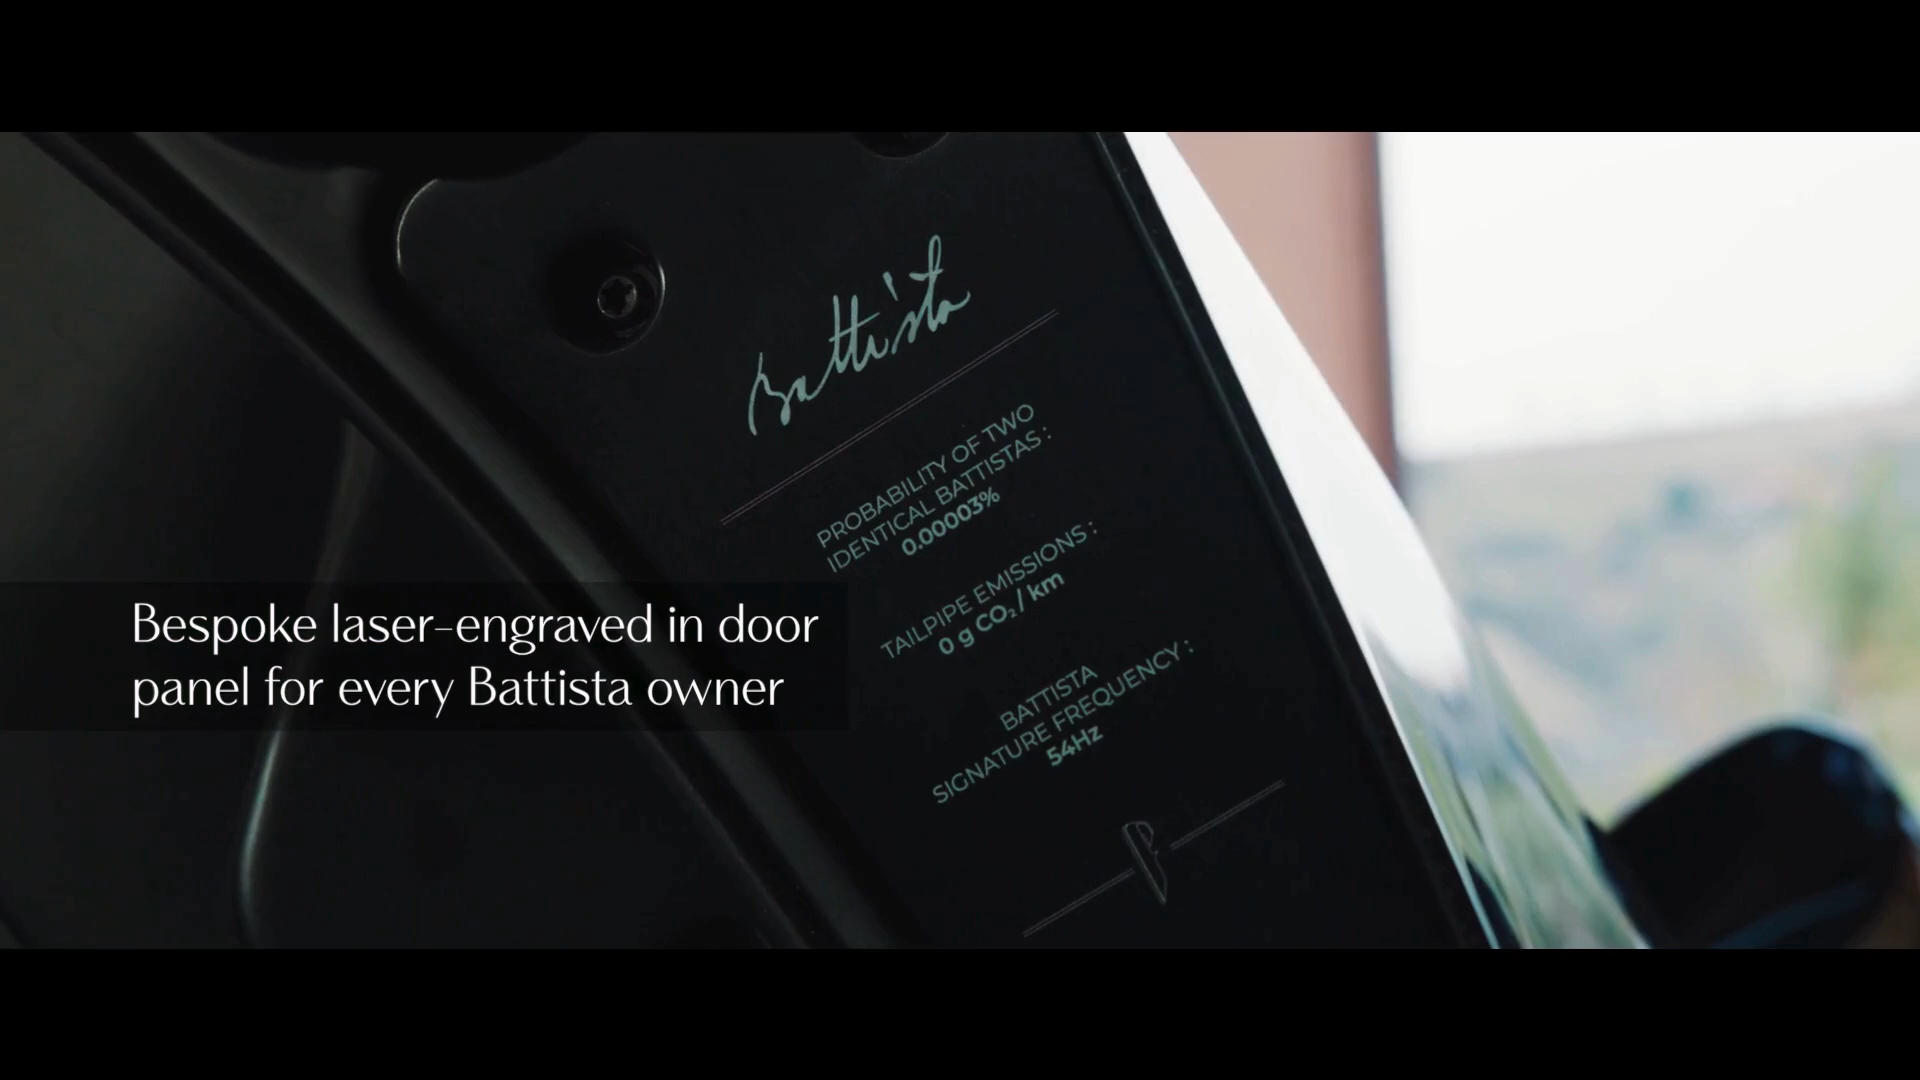 Battista
PROBABILITY OF TWO
IDENTICAL BATTISTAS :
0.00003%
TAILPIPE EMISSIONS :
0 g CO₂ / km
BATTISTA
SIGNATURE FREQUENCY :
54Hz
Bespoke laser-engraved in door
panel for every Battista owner